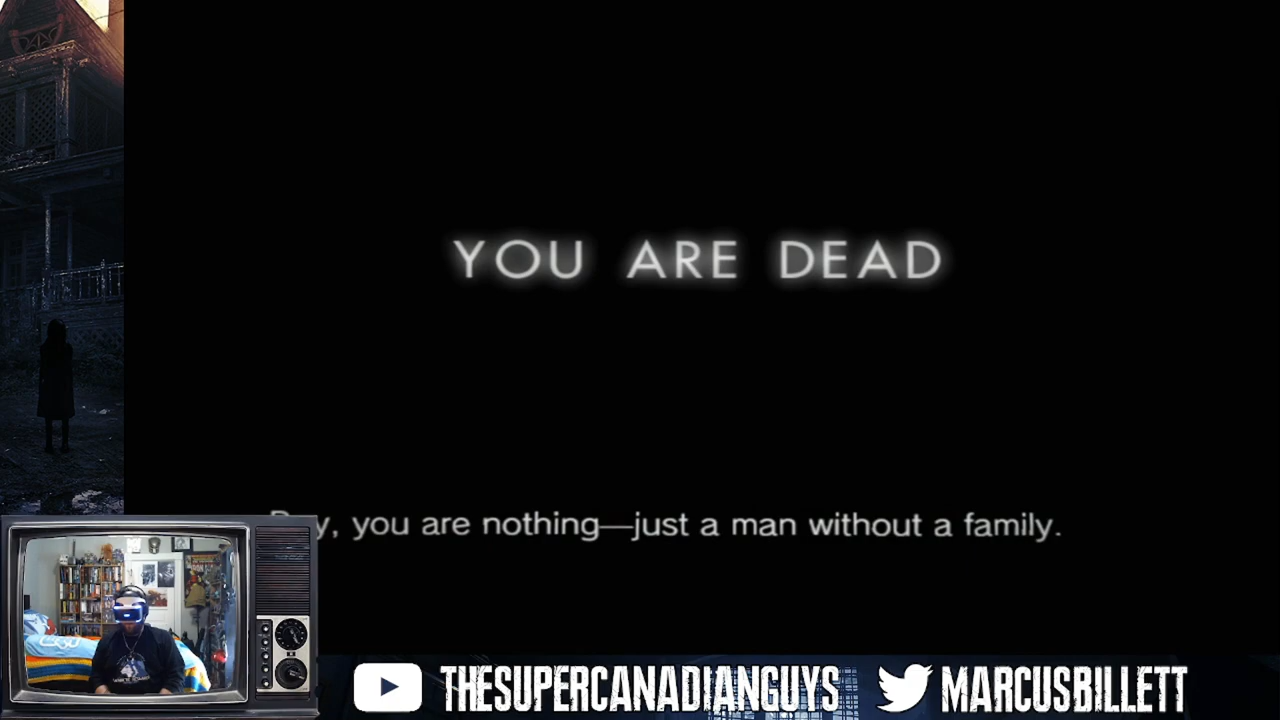 YOU ARE DEAD
you are nothing—just a man without a family.
THESUPERCANADIANGUYS
MARCUSBILLETT